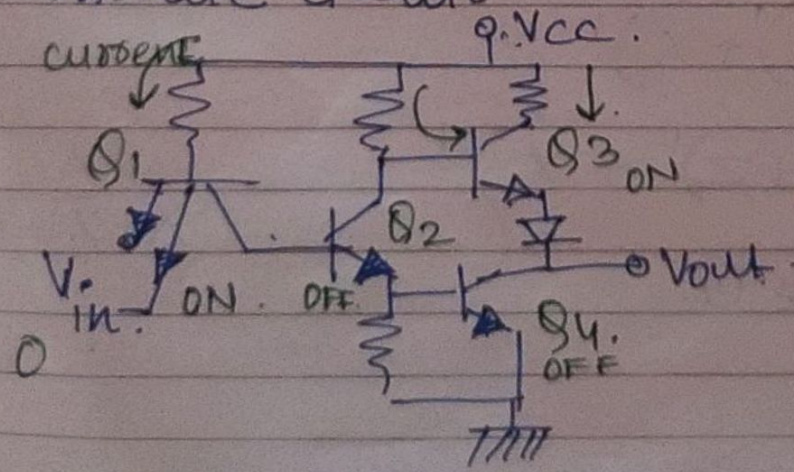 9.Vcc.
current
Q1
Q3
ON
Q2
Vin.
ON.
OFF.
Vout
Q4.
OFF
0